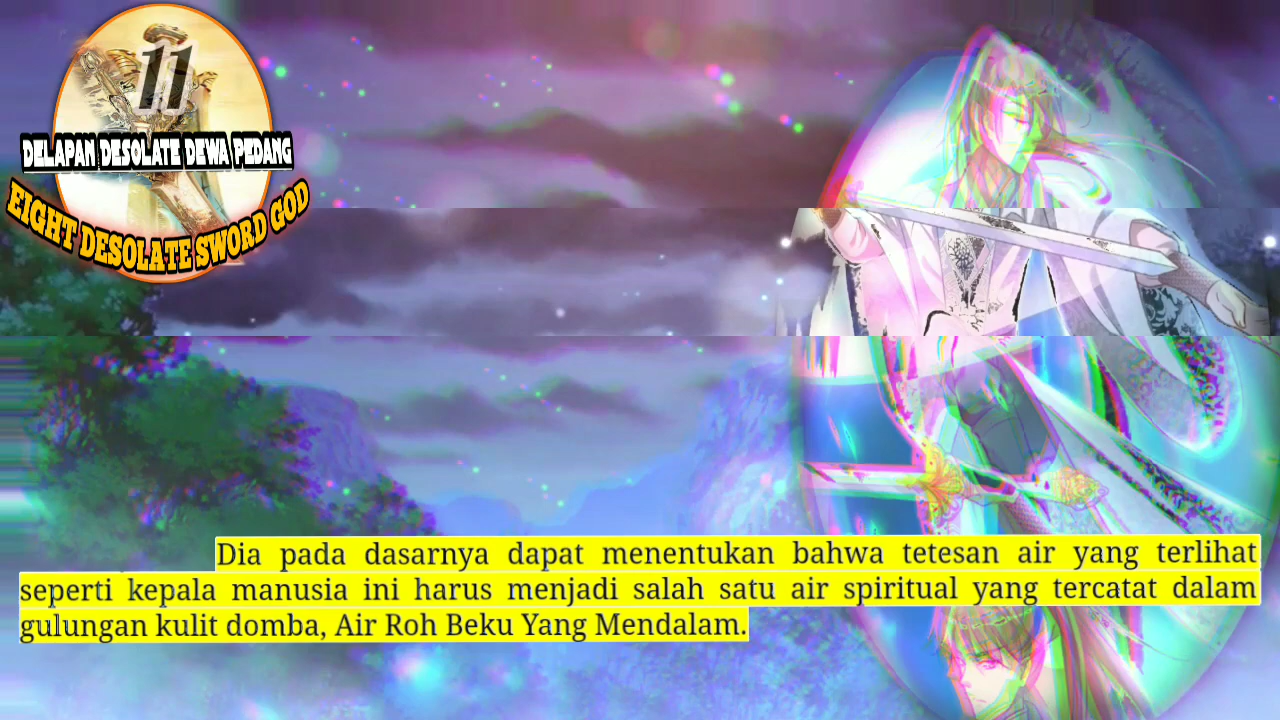 11
DELAPAN DESOLATE DEWA PEDANG
EIGHT DESOLATE SWORD GOD
Dia pada dasarnya dapat menentukan bahwa tetesan air yang terlihat
seperti kepala manusia ini harus menjadi salah satu air spiritual yang tercatat dalam
gulungan kulit domba, Air Roh Beku Yang Mendalam.